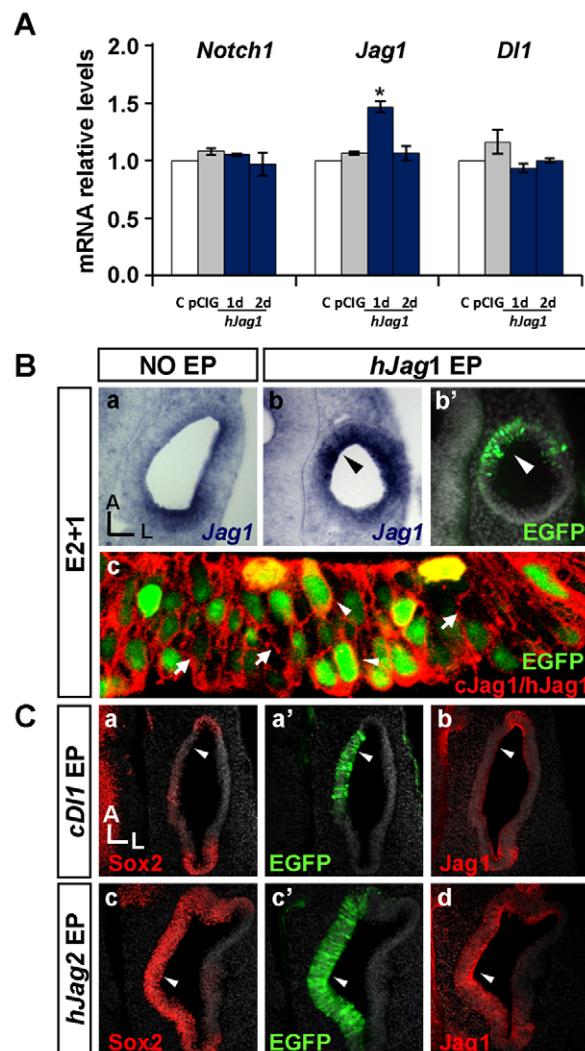 A
Notch1 Jag1 Dl1
mRNA relative levels
2.0
1.5
1.0
0.5
0.0
*
C pCIG 1d 2d C pCIG 1d 2d C pCIG 1d 2d
hJag1 hJag1 hJag1
B
NO EP hJag1 EP
E2+1
a b b'
A
L
Jag1 Jag1 EGFP
c
EGFP
cJag1/hJag1
C
cDl1 EP
a a' b
A
L
Sox2 EGFP Jag1
hJag2 EP
c c' d
Sox2 EGFP Jag1